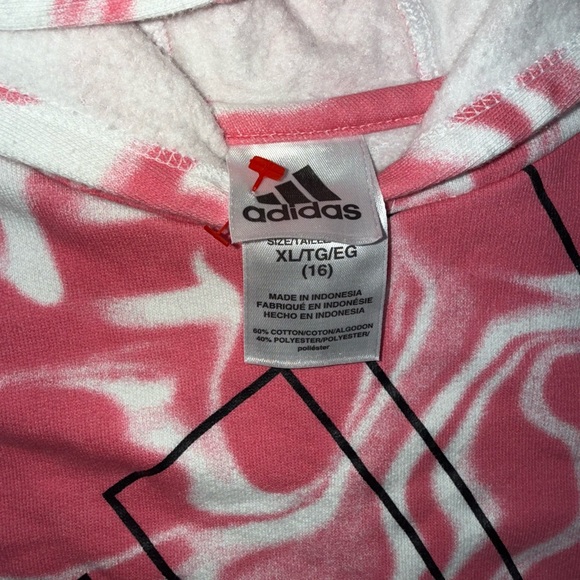 adidas
SIZE/TAILLE
XL/TG/EG
(16)
MADE IN INDONESIA
FABRIQUÉ EN INDONÉSIE
HECHO EN INDONESIA
60% COTTON/COTON/ALGODON
40% POLYESTER/POLYESTER/
poliéster